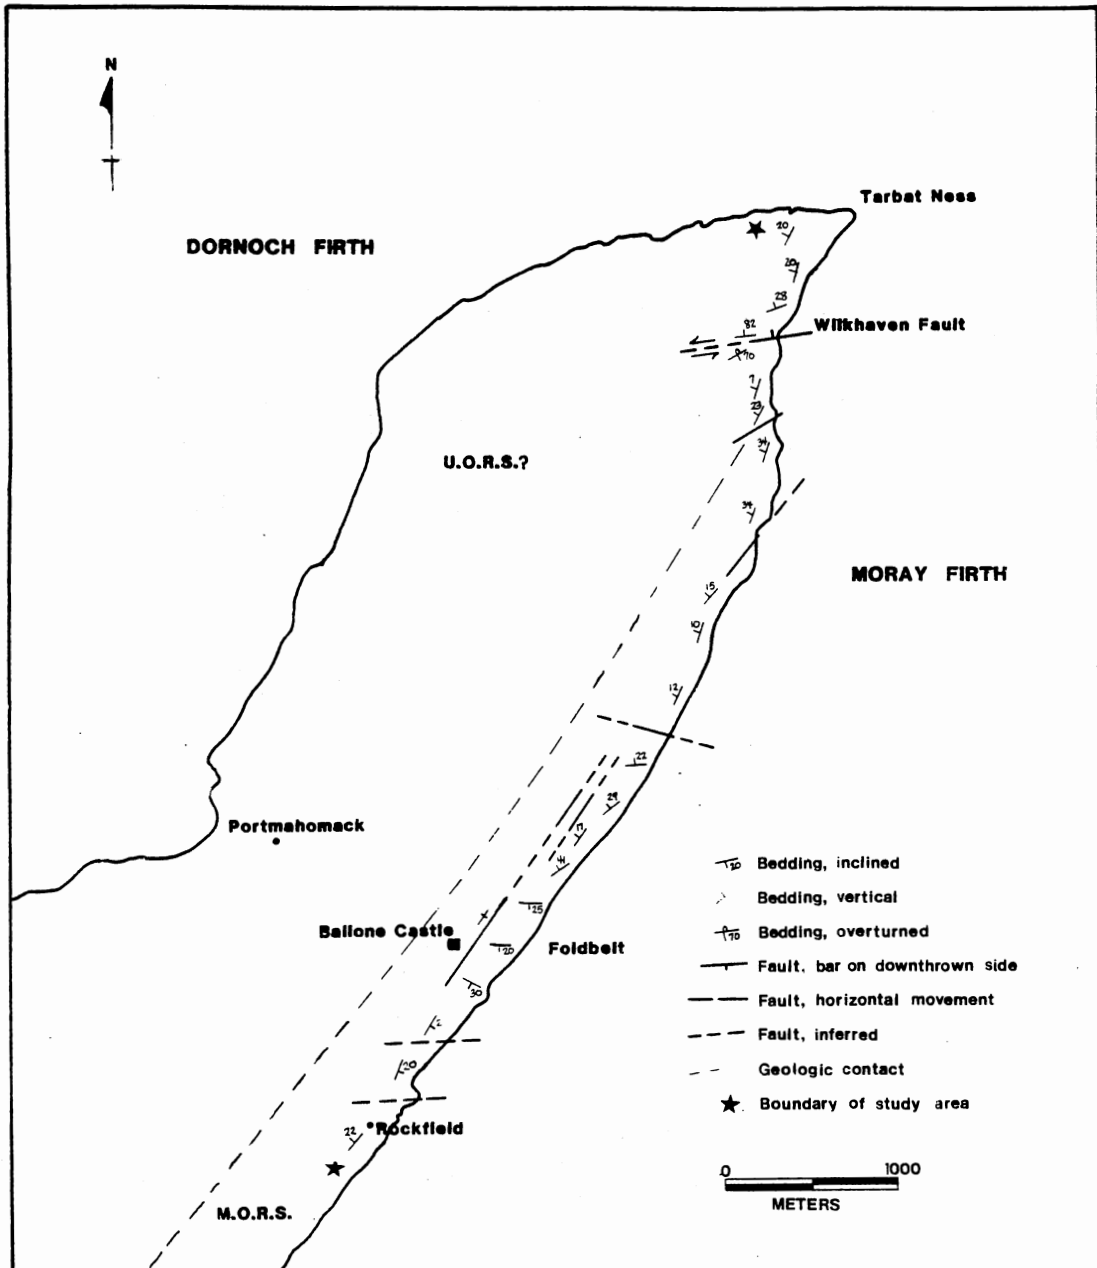 N
Tarbat Ness
DORNOCH FIRTH
20
20
28
82
Wilkhaven Fault
70
7
23
34
U.O.R.S.?
34
MORAY FIRTH
15
10
12
22
29
17
Portmahomack
Bedding, inclined
20
Bedding, vertical
25
Ballone Castle
Bedding, overturned
70
20
Foldbelt
Fault, bar on downthrown side
30
Fault, horizontal movement
2
Fault, inferred
20
Geologic contact
Boundary of study area
22
Rockfield
0 1000
METERS
M.O.R.S.